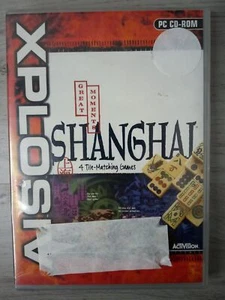 PC CD-ROM
XPLOSIV
GREAT
MOMENTS
SHANGHAI
4 Tile-Matching Games
ACTIVISION